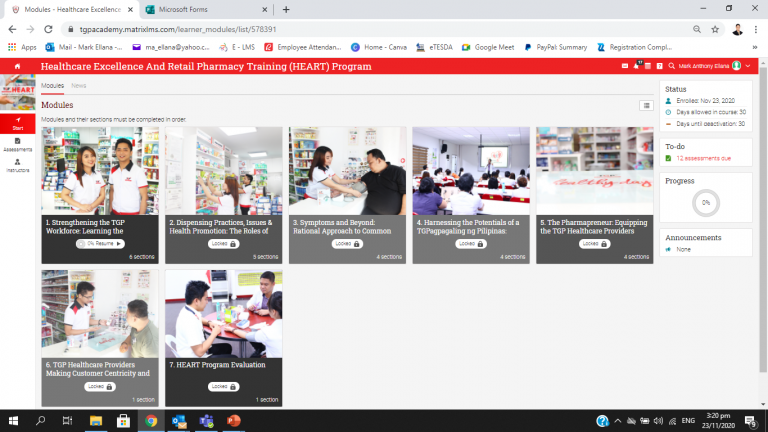 Modules - Healthcare Excellence
Microsoft Forms
tgpacademy.matrixlms.com/learner_modules/list/578391
Apps
Mail - Mark Ellana -...
ma_ellana@yahoo.c...
E - LMS
Employee Attendan...
Home - Canva
eTESDA
Google Meet
PayPal: Summary
Registration Compl...
Healthcare Excellence And Retail Pharmacy Training (HEART) Program
Mark Anthony Ellana
HEART
Start
Assessments
Instructors
Modules
News
Modules
Modules and their sections must be completed in order.
1. Strengthening the TGP
Workforce: Learning the
0% Resume
6 sections
2. Dispensing Practices, Issues &
Health Promotion: The Roles of
Locked
3 sections
3. Symptoms and Beyond:
Rational Approach to Common
Locked
4 sections
4. Harnessing the Potentials of a
TGPagpagaling ng Pilipinas:
Locked
4 sections
5. The Pharmapreneur: Equipping
the TGP Healthcare Providers
Locked
4 sections
6. TGP Healthcare Providers
Making Customer Centricity and
Locked
1 section
7. HEART Program Evaluation
Locked
1 section
Status
Enrolled: Nov 23, 2020
Days allowed in course: 30
Days until deactivation: 30
To-do
12 assessments due
Progress
0%
Announcements
None
ENG
3:20 pm
23/11/2020